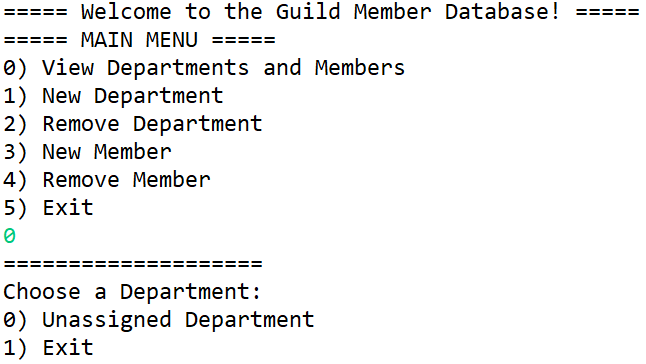 ===== Welcome to the Guild Member Database! =====
===== MAIN MENU =====
0) View Departments and Members
1) New Department
2) Remove Department
3) New Member
4) Remove Member
5) Exit
0
====================
Choose a Department:
0) Unassigned Department
1) Exit